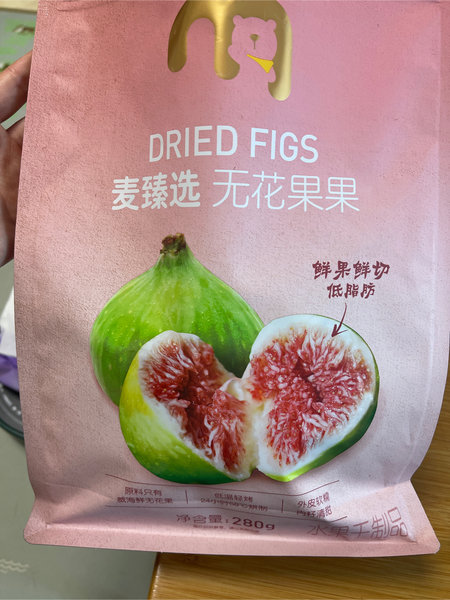 DRIED FIGS
麦臻选 无花果果
鲜果鲜切
低脂肪
原料只有
威海鲜无花果
低温轻烤
外皮软糯
净含量:280g
水果干制品